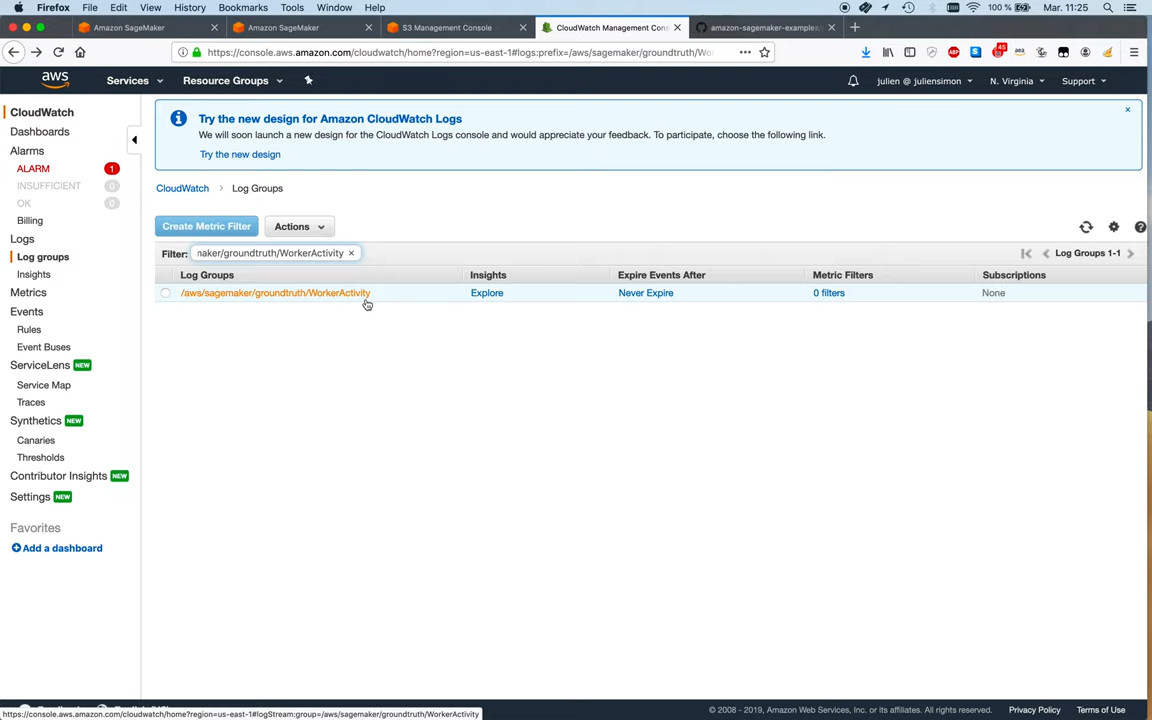 Firefox File Edit View History Bookmarks Tools Window Help 100 % Mar. 11:25
Amazon SageMaker Amazon SageMaker S3 Management Console CloudWatch Management Con amazon-sagemaker-examples/
https://console.aws.amazon.com/cloudwatch/home?region=us-east-1#logs:prefix=/aws/sagemaker/groundtruth/Wo
45
aws Services Resource Groups julien @ juliensimon N. Virginia Support
CloudWatch
Dashboards
Alarms
ALARM 1
INSUFFICIENT 0
OK 0
Billing
Logs
Log groups
Insights
Metrics
Events
Rules
Event Buses
ServiceLens NEW
Service Map
Traces
Synthetics NEW
Canaries
Thresholds
Contributor Insights NEW
Settings NEW
Favorites
Add a dashboard
Try the new design for Amazon CloudWatch Logs
We will soon launch a new design for the CloudWatch Logs console and would appreciate your feedback. To participate, choose the following link.
Try the new design
CloudWatch > Log Groups
Create Metric Filter Actions
Filter: naker/groundtruth/WorkerActivity × Log Groups 1-1
Log Groups Insights Expire Events After Metric Filters Subscriptions
/aws/sagemaker/groundtruth/WorkerActivity Explore Never Expire 0 filters None
© 2008 - 2019, Amazon Web Services, Inc. or its affiliates. All rights reserved. Privacy Policy Terms of Use
https://console.aws.amazon.com/cloudwatch/home?region=us-east-1#logStream:group=/aws/sagemaker/groundtruth/WorkerActivity